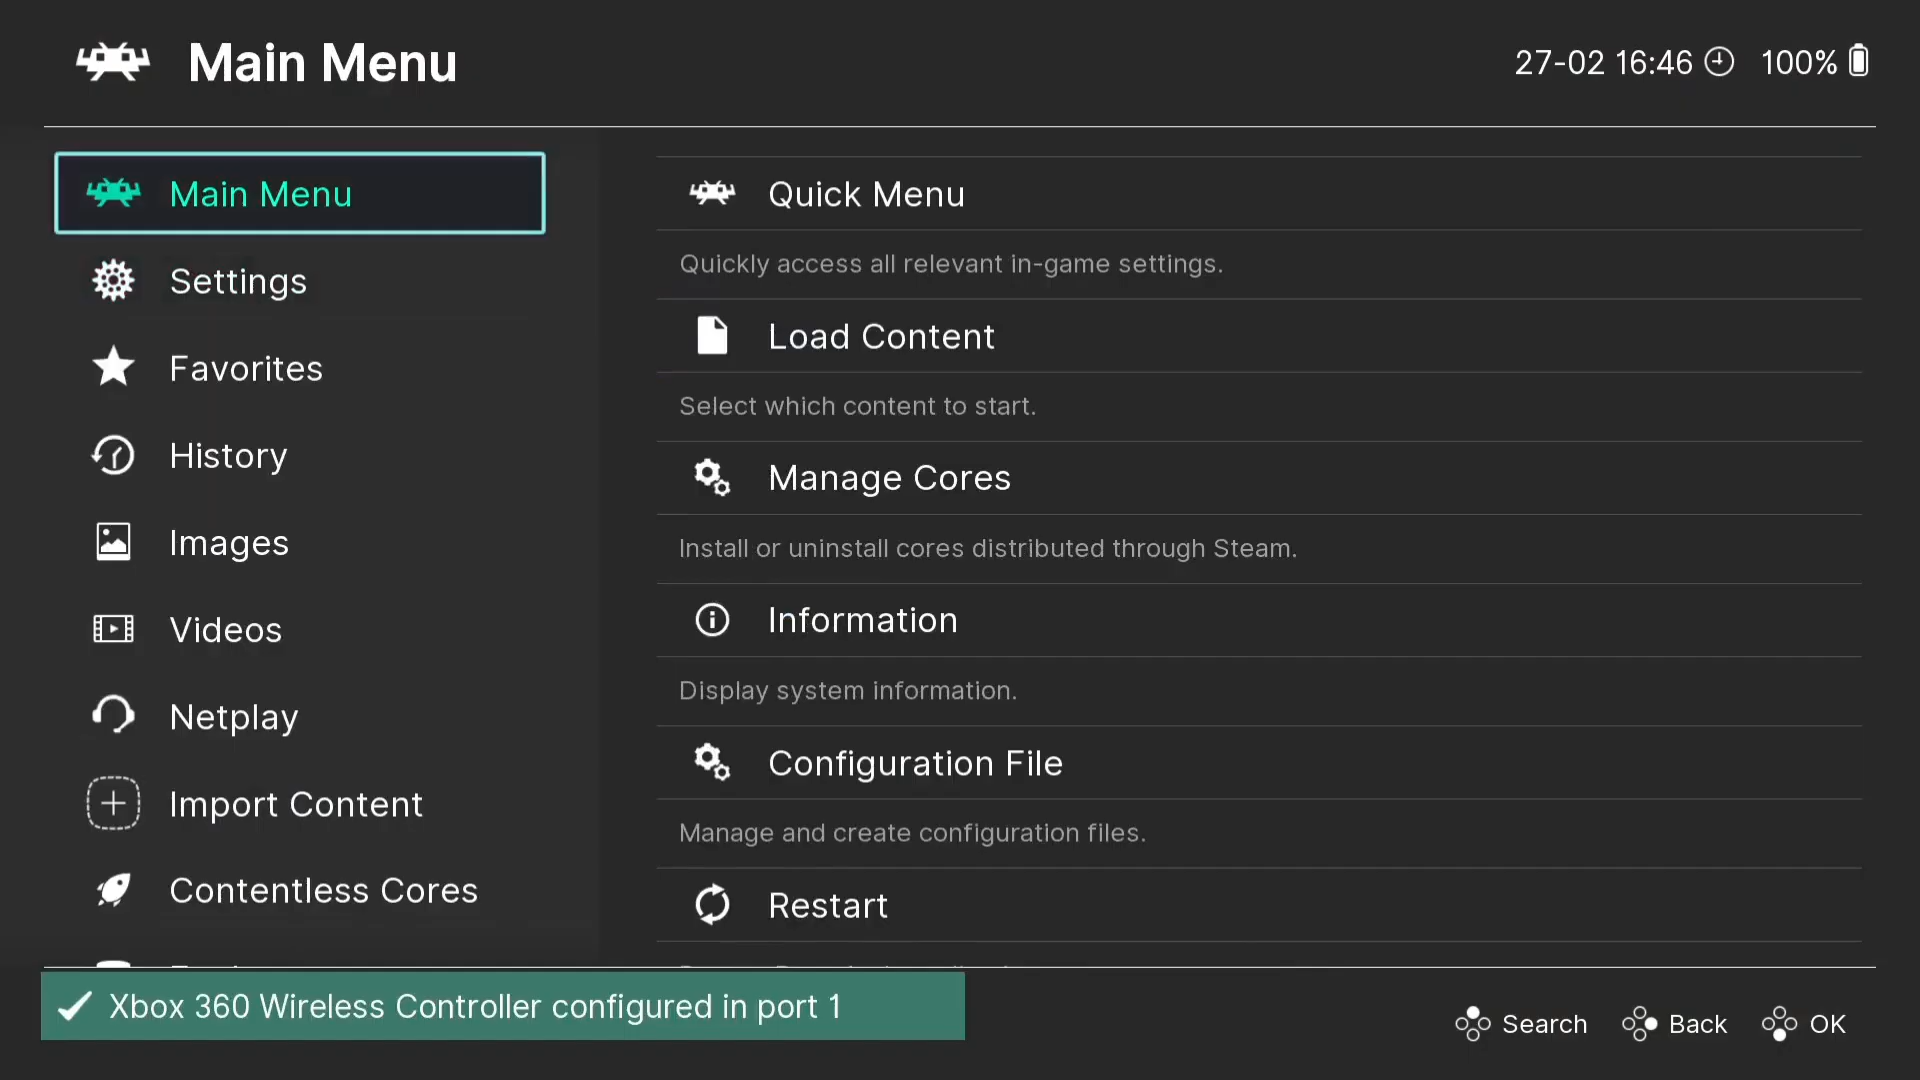 Main Menu
27-02 16:46
100%
Main Menu
Settings
Favorites
History
Images
Videos
Netplay
Import Content
Contentless Cores
Quick Menu
Quickly access all relevant in-game settings.
Load Content
Select which content to start.
Manage Cores
Install or uninstall cores distributed through Steam.
Information
Display system information.
Configuration File
Manage and create configuration files.
Restart
Xbox 360 Wireless Controller configured in port 1
Search
Back
OK